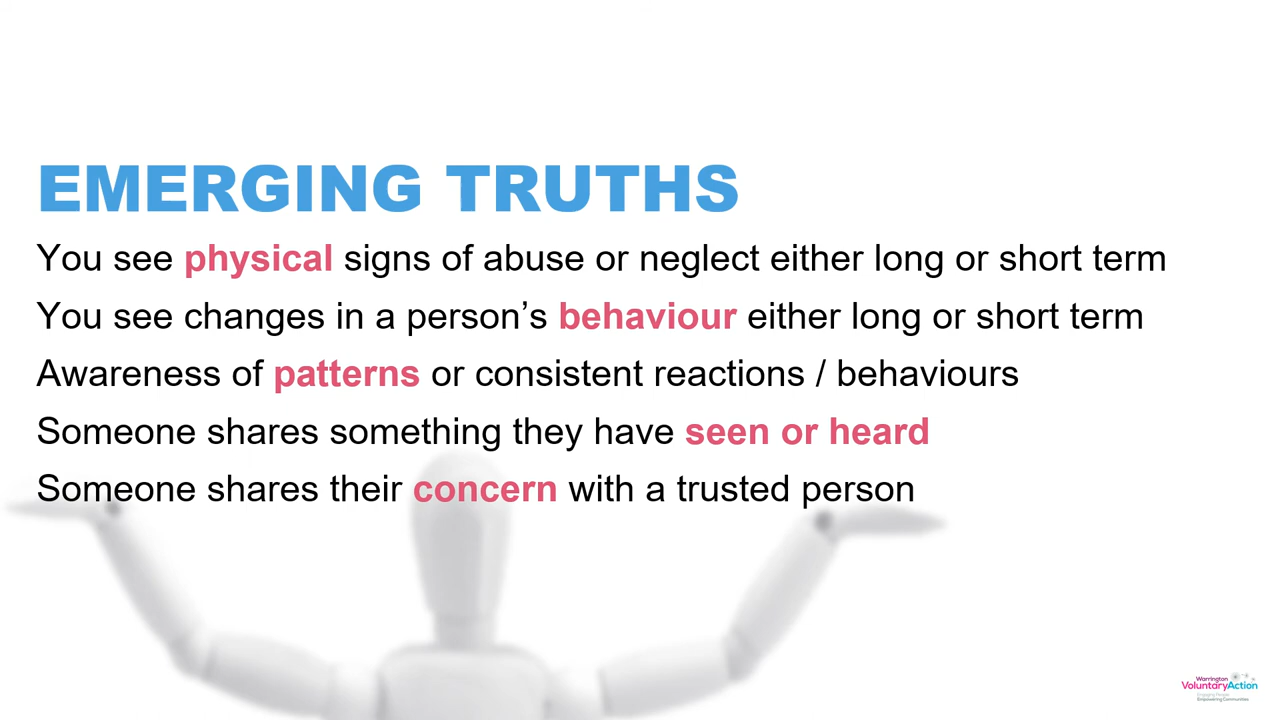 EMERGING TRUTHS
You see physical signs of abuse or neglect either long or short term
You see changes in a person’s behaviour either long or short term
Awareness of patterns or consistent reactions / behaviours
Someone shares something they have seen or heard
Someone shares their concern with a trusted person
Warrington
VoluntaryAction
Empowering Communities